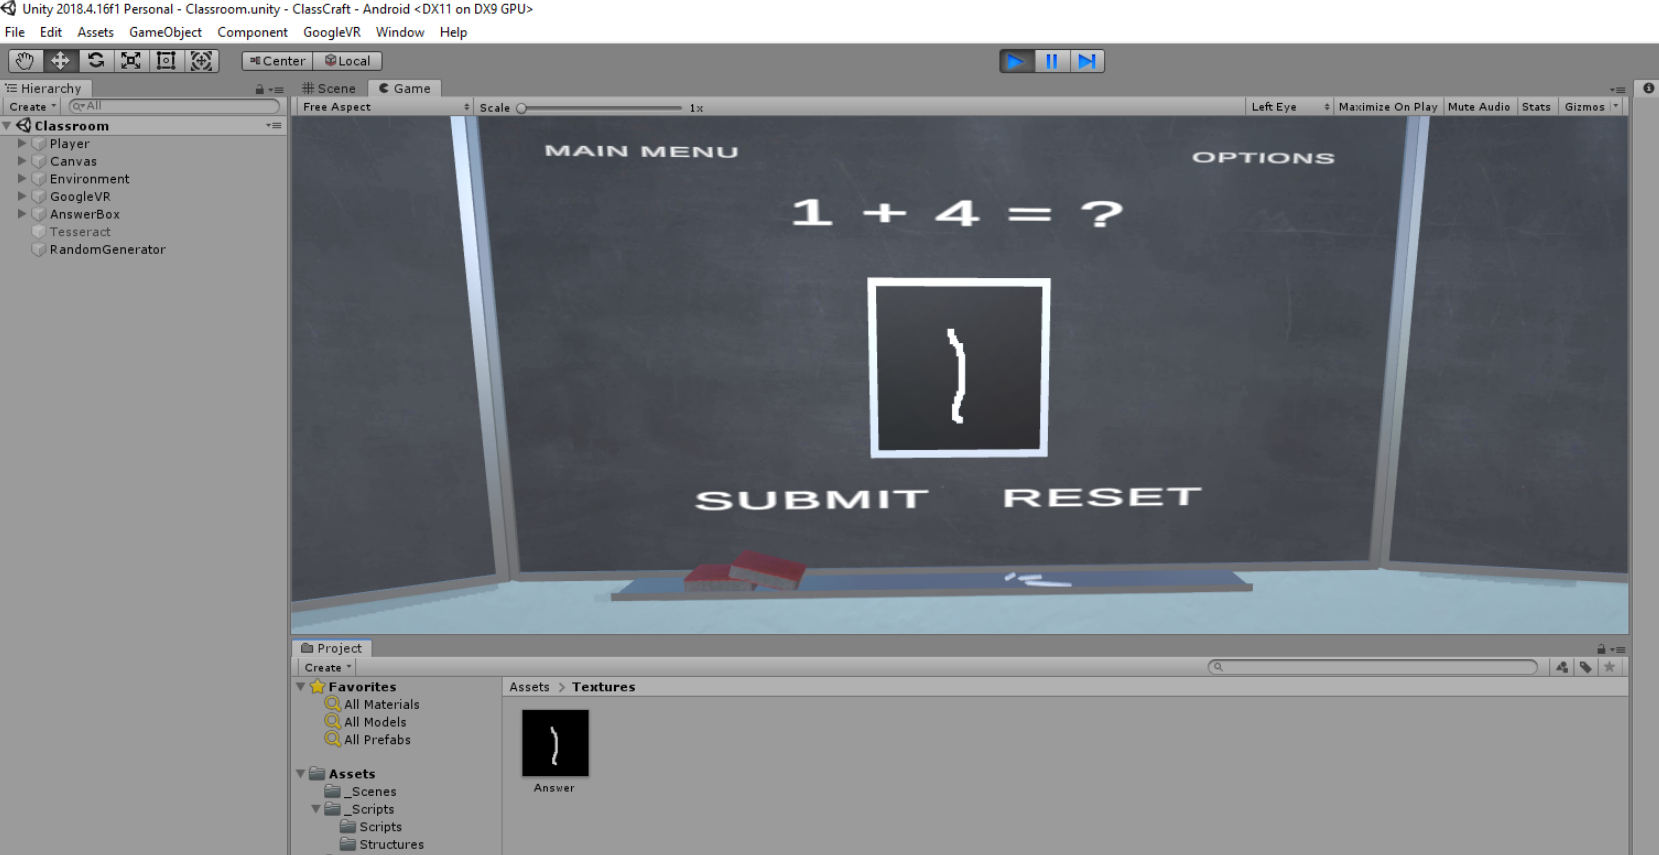 Unity 2018.4.16f1 Personal - Classroom.unity - ClassCraft - Android <DX11 on DX9 GPU>
File Edit Assets GameObject Component GoogleVR Window Help
Center Local
Hierarchy
Create All
Classroom
Player
Canvas
Environment
GoogleVR
AnswerBox
Tesseract
RandomGenerator
Scene Game
Free Aspect Scale 1x Left Eye Maximize On Play Mute Audio Stats Gizmos
MAIN MENU OPTIONS
1 + 4 = ?
SUBMIT RESET
Project
Create
Favorites
All Materials
All Models
All Prefabs
Assets
_Scenes
_Scripts
Scripts
Structures
Assets > Textures
Answer